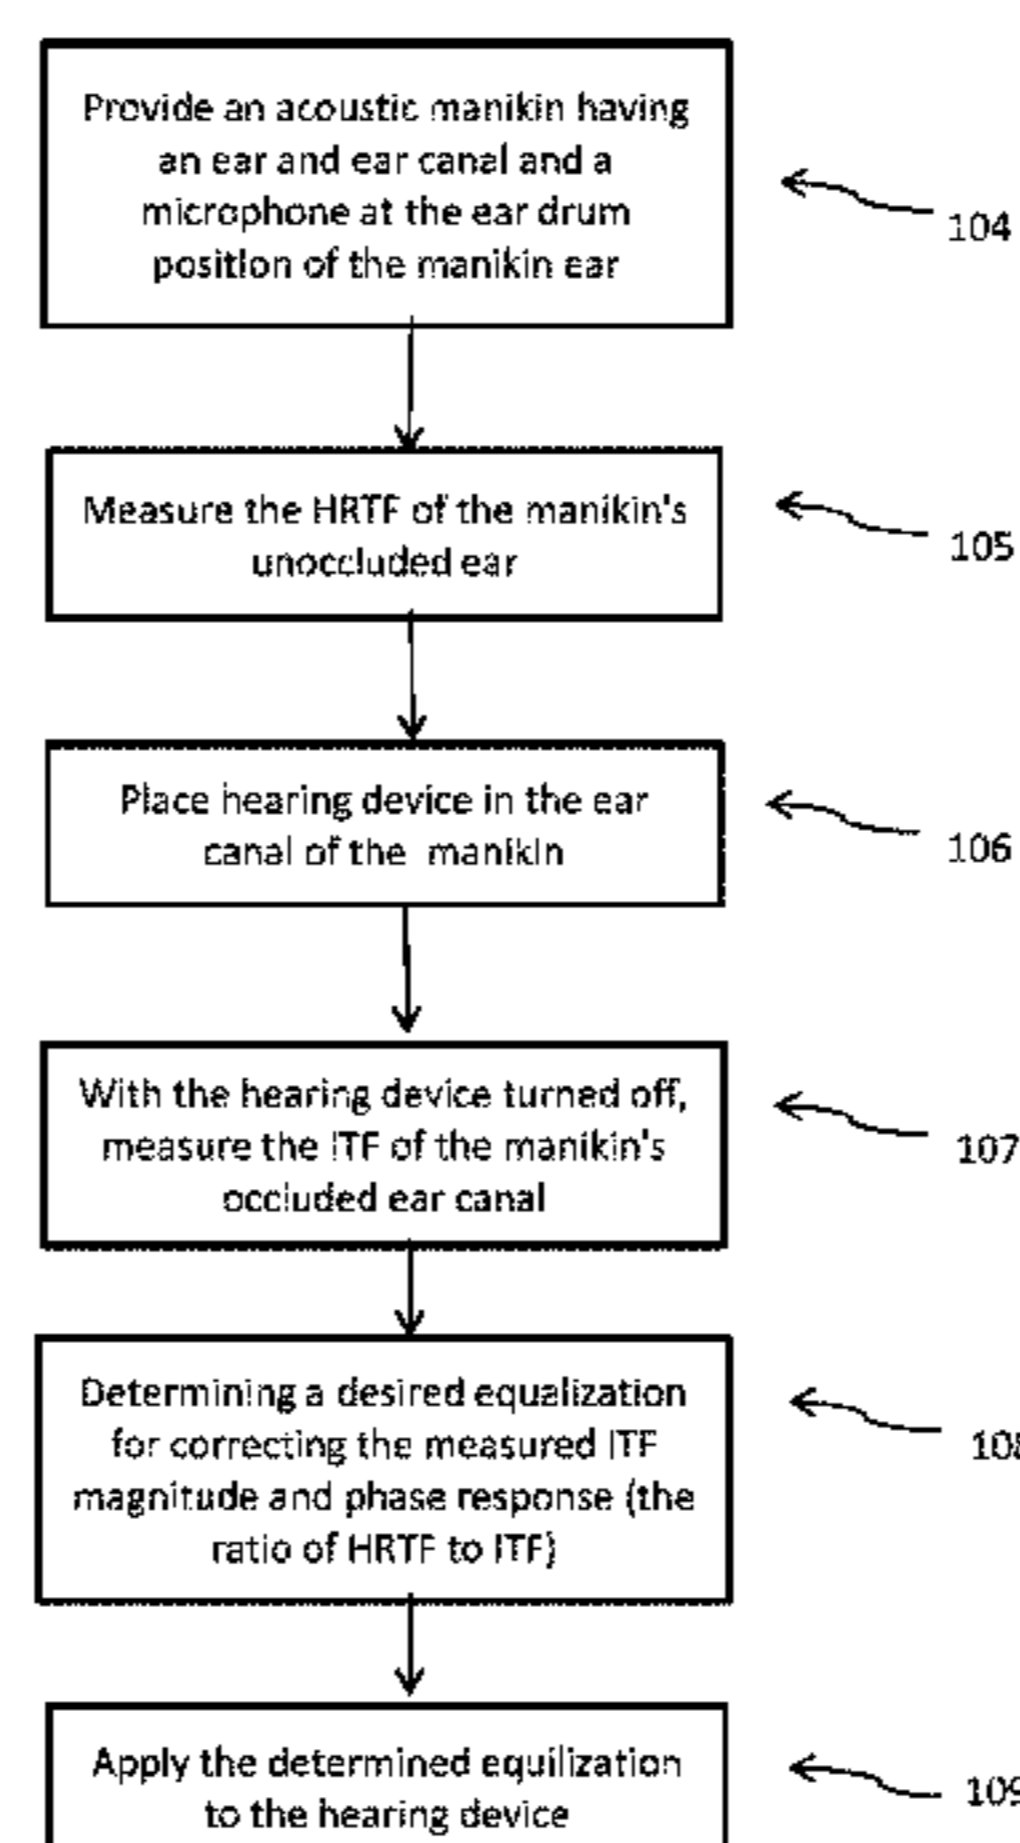 Provide an acoustic manikin having
an ear and ear canal and a
microphone at the ear drum
position of the manikin ear
104
Measure the HRTF of the manikin's
unoccluded ear
105
Place hearing device in the ear
canal of the manikin
106
With the hearing device turned off,
measure the ITF of the manikin's
occluded ear canal
107
Determining a desired equalization
for correcting the measured ITF
magnitude and phase response (the
ratio of HRTF to ITF)
108
Apply the determined equilization
to the hearing device
109